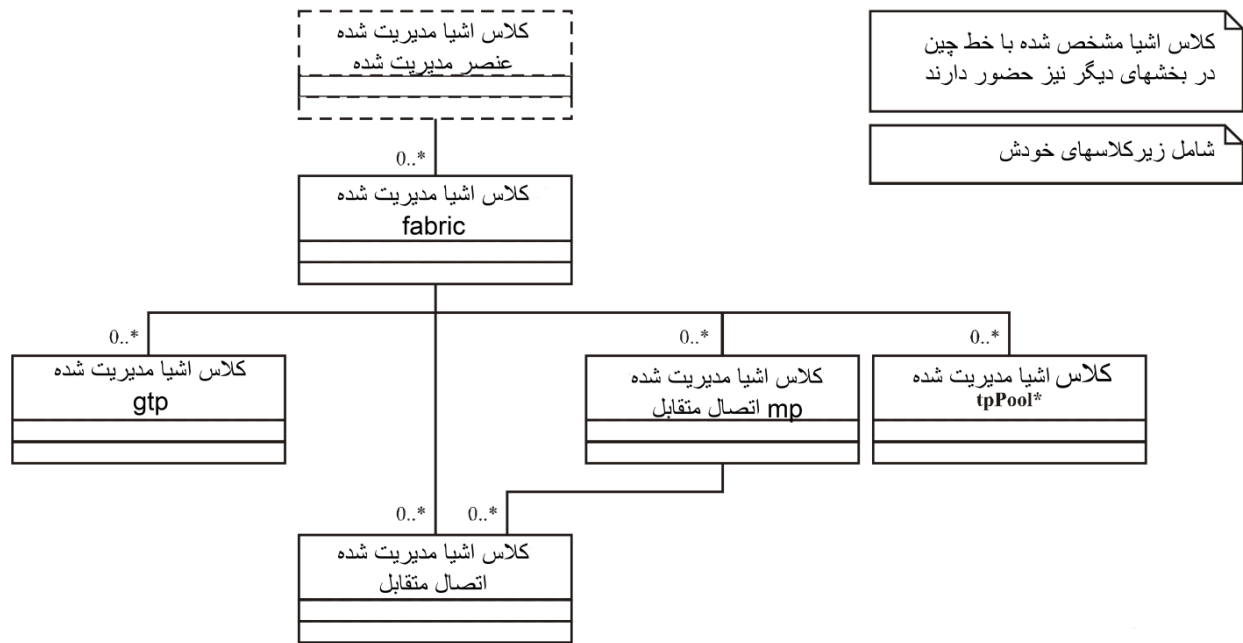 کلاس اشیا مدیریت شده
عنصر مدیریت شده
کلاس اشیا مشخص شده با خط چین
در بخشهای دیگر نیز حضور دارند
شامل زیرکلاسهای خودش
0..*
کلاس اشیا مدیریت شده
fabric
0..*
0..*
0..*
کلاس اشیا مدیریت شده
gtp
کلاس اشیا مدیریت شده
mp اتصال متقابل
کلاس اشیا مدیریت شده
tpPool*
0..*
0..*
کلاس اشیا مدیریت شده
اتصال متقابل